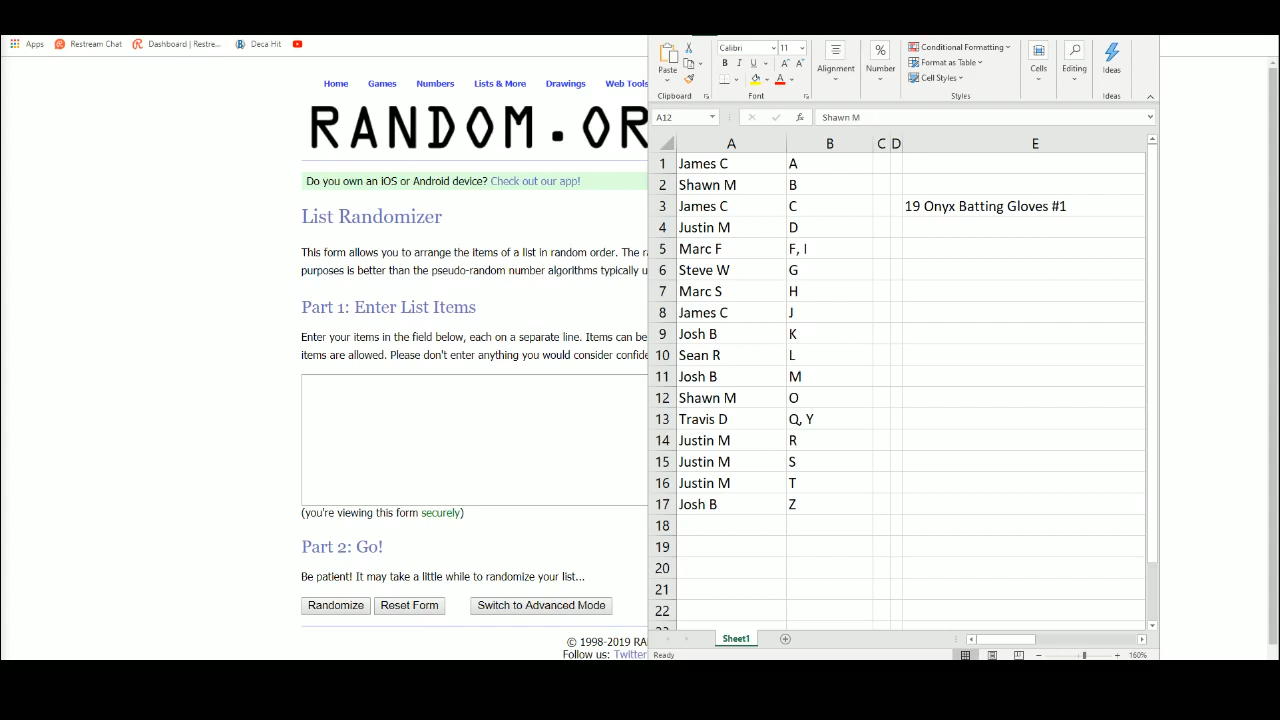 Apps Restream Chat Dashboard | Restre... Deca Hit
Home Games Numbers Lists & More Drawings Web Tools
RANDOM.OR
Do you own an iOS or Android device? Check out our app!
List Randomizer
This form allows you to arrange the items of a list in random order. The ra
purposes is better than the pseudo-random number algorithms typically u
Part 1: Enter List Items
Enter your items in the field below, each on a separate line. Items can be
items are allowed. Please don't enter anything you would consider confide
(you're viewing this form securely)
Part 2: Go!
Be patient! It may take a little while to randomize your list...
Randomize Reset Form Switch to Advanced Mode
© 1998-2019 RA
Follow us: Twitter
Paste Calibri 11 Alignment Number Conditional Formatting Cells Editing Ideas
B I U A A Format as Table
A Cell Styles
Clipboard Font Styles Ideas
A12 fx Shawn M
A B C D E
1 James C A
2 Shawn M B
3 James C C 19 Onyx Batting Gloves #1
4 Justin M D
5 Marc F F, I
6 Steve W G
7 Marc S H
8 James C J
9 Josh B K
10 Sean R L
11 Josh B M
12 Shawn M O
13 Travis D Q, Y
14 Justin M R
15 Justin M S
16 Justin M T
17 Josh B Z
18
19
20
21
22
Sheet1
Ready 160%